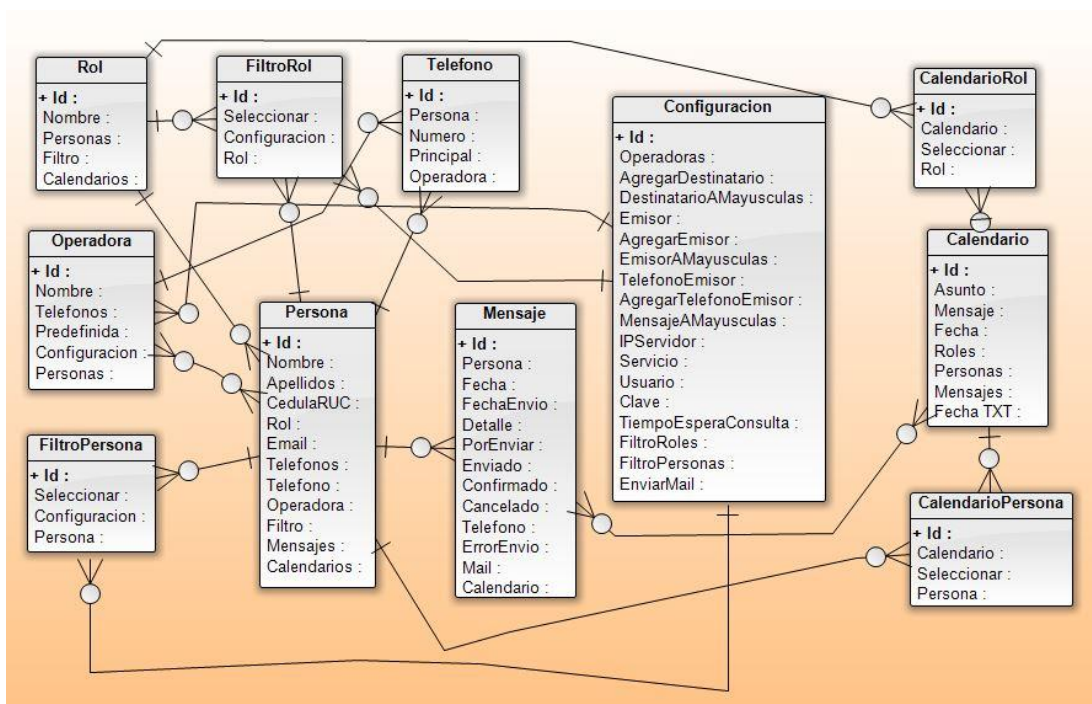 Rol
+ Id :
Nombre :
Personas :
Filtro :
Calendarios :
FiltroRol
+ Id :
Seleccionar :
Configuracion :
Rol :
Telefono
+ Id :
Persona :
Numero :
Principal :
Operadora :
Configuracion
+ Id :
Operadoras :
AgregarDestinatario :
DestinatarioAMayusculas :
Emisor :
AgregarEmisor :
EmisorAMayusculas :
TelefonoEmisor :
AgregarTelefonoEmisor :
MensajeAMayusculas :
IPServidor :
Servicio :
Usuario :
Clave :
TiempoEsperaConsulta :
FiltroRoles :
FiltroPersonas :
EnviarMail :
CalendarioRol
+ Id :
Calendario :
Seleccionar :
Rol :
Operadora
+ Id :
Nombre :
Telefonos :
Predefinida :
Configuracion :
Personas :
Persona
+ Id :
Nombre :
Apellidos :
CedulaRUC :
Rol :
Email :
Telefonos :
Telefono :
Operadora :
Filtro :
Mensajes :
Calendarios :
Mensaje
+ Id :
Persona :
Fecha :
FechaEnvio :
Detalle :
PorEnviar :
Enviado :
Confirmado :
Cancelado :
Telefono :
ErrorEnvio :
Mail :
Calendario :
Calendario
+ Id :
Asunto :
Mensaje :
Fecha :
Roles :
Personas :
Mensajes :
Fecha TXT :
FiltroPersona
+ Id :
Seleccionar :
Configuracion :
Persona :
CalendarioPersona
+ Id :
Calendario :
Seleccionar :
Persona :